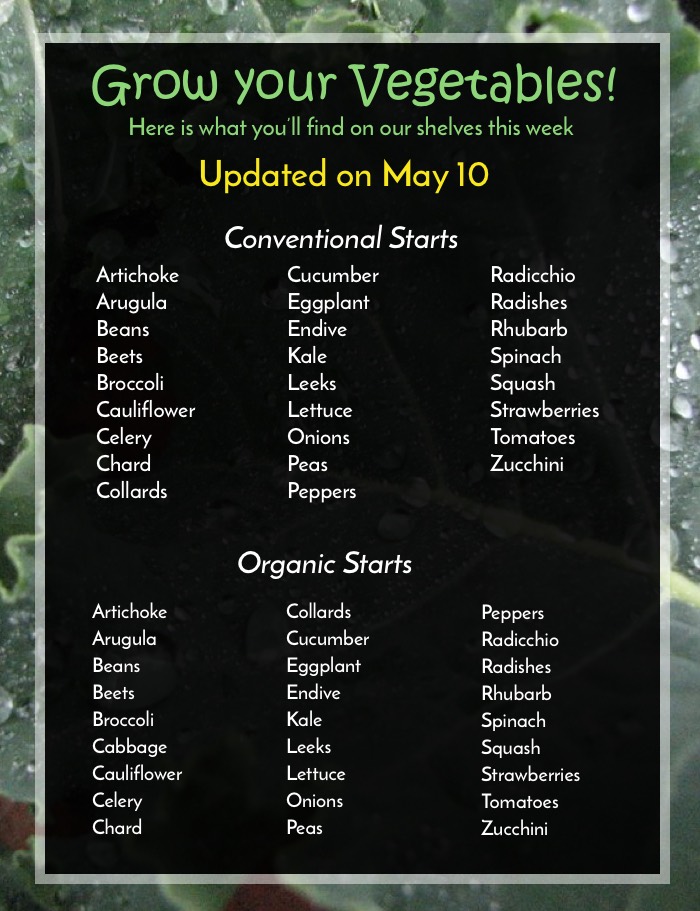 Grow your Vegetables!
Here is what you'll find on our shelves this week
Updated on May 10
Conventional Starts
Artichoke
Arugula
Beans
Beets
Broccoli
Cauliflower
Celery
Chard
Collards
Cucumber
Eggplant
Endive
Kale
Leeks
Lettuce
Onions
Peas
Peppers
Radicchio
Radishes
Rhubarb
Spinach
Squash
Strawberries
Tomatoes
Zucchini
Organic Starts
Artichoke
Arugula
Beans
Beets
Broccoli
Cabbage
Cauliflower
Celery
Chard
Collards
Cucumber
Eggplant
Endive
Kale
Leeks
Lettuce
Onions
Peas
Peppers
Radicchio
Radishes
Rhubarb
Spinach
Squash
Strawberries
Tomatoes
Zucchini